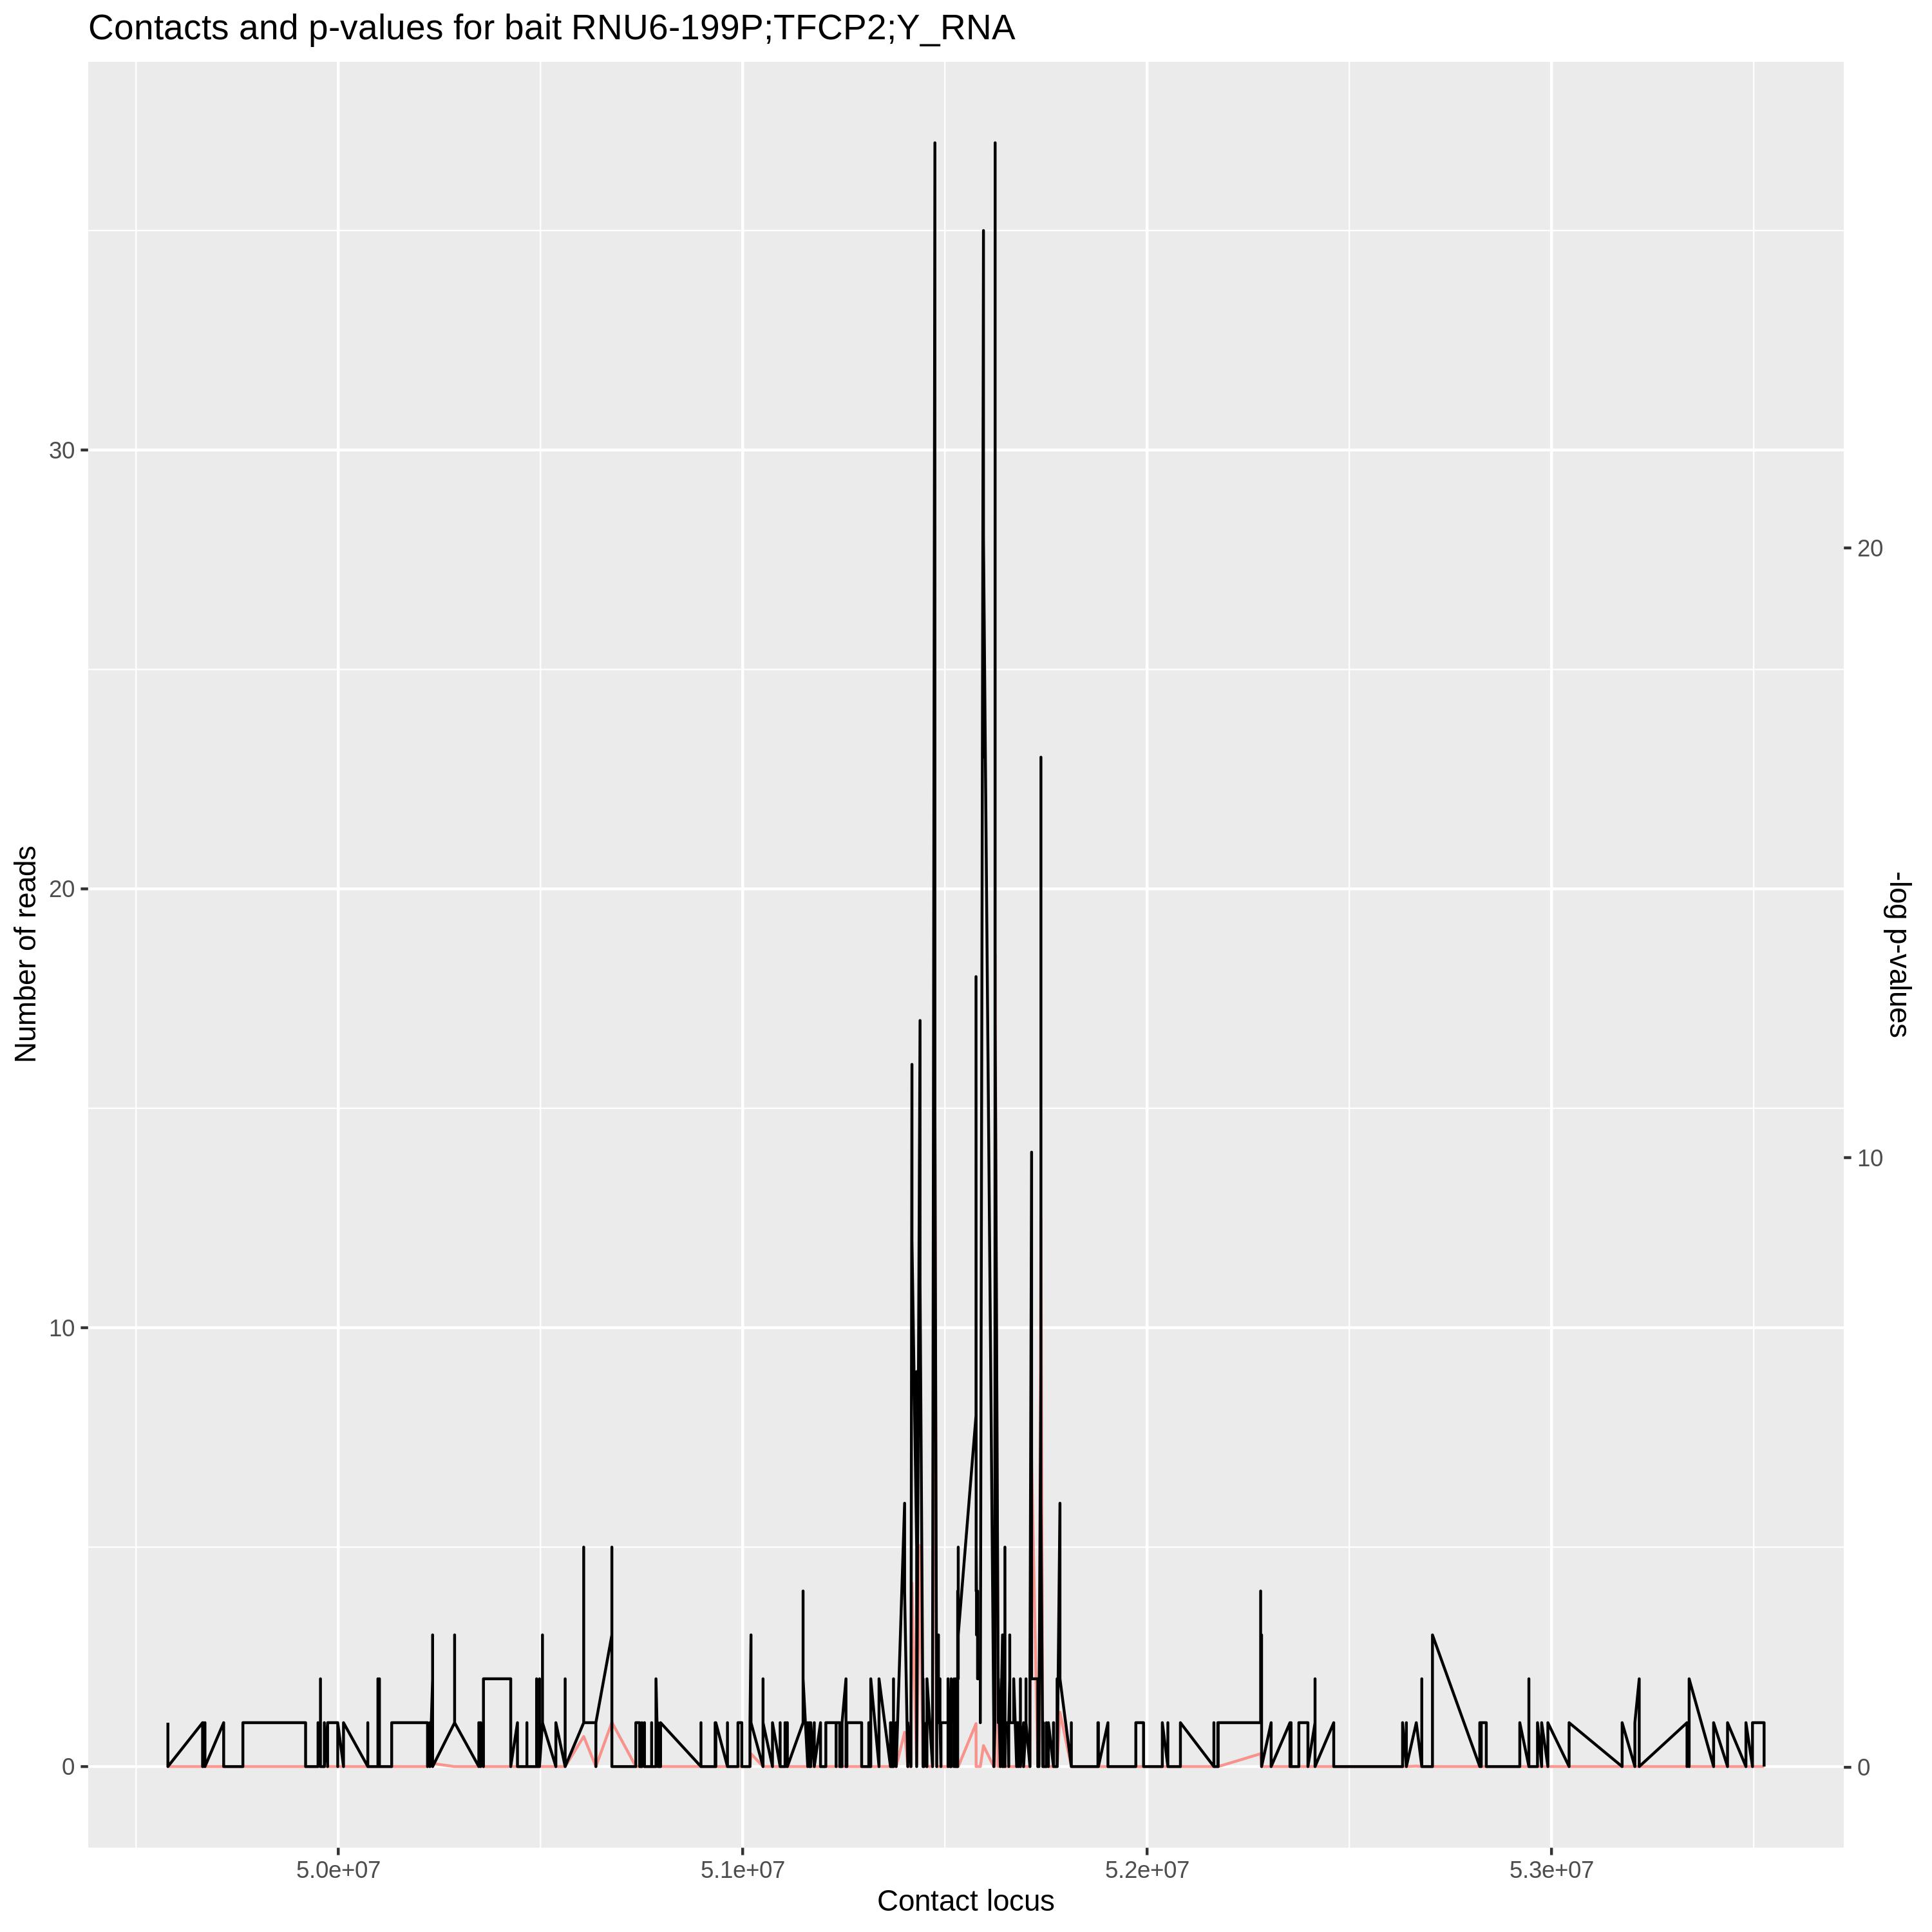 Contacts and p-values for bait RNU6-199P;TFCP2;Y_RNA
30
20
10
0
Number of reads
20
10
0
-log p-values
5.0e+07 5.1e+07 5.2e+07 5.3e+07
Contact locus